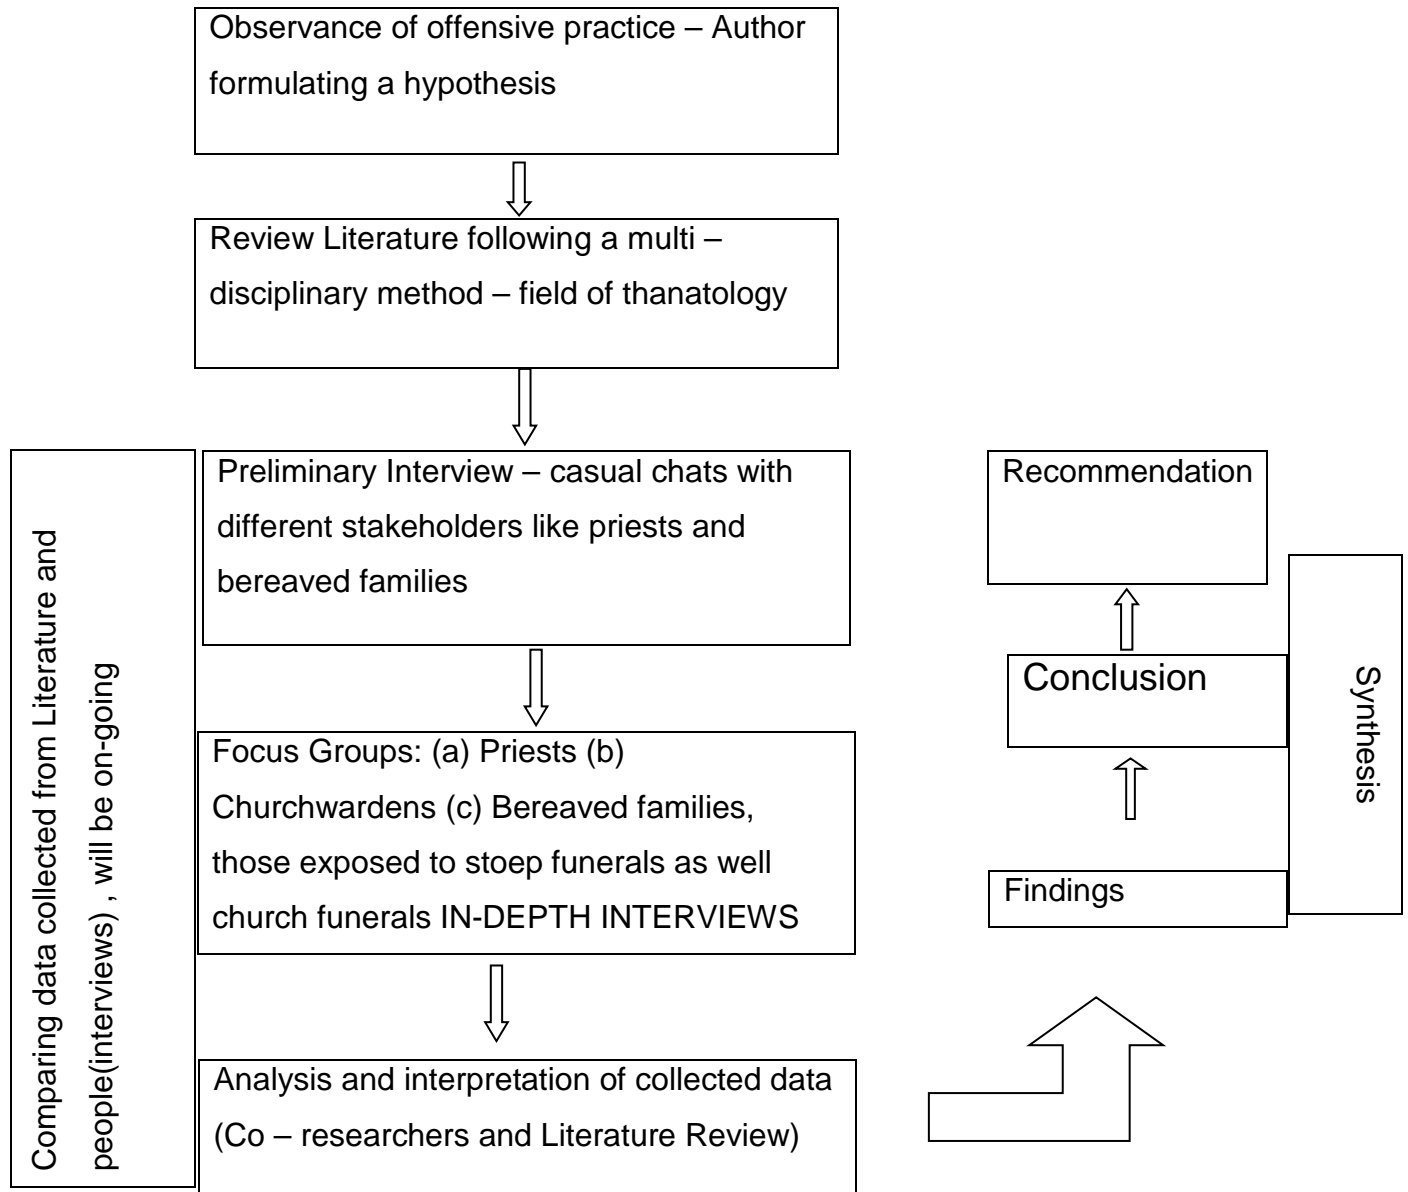 Observance of offensive practice – Author
formulating a hypothesis
Review Literature following a multi –
disciplinary method – field of thanatology
Comparing data collected from Literature and
people(interviews) , will be on-going
Preliminary Interview – casual chats with
different stakeholders like priests and
bereaved families
Focus Groups: (a) Priests (b)
Churchwardens (c) Bereaved families,
those exposed to stoep funerals as well
church funerals IN-DEPTH INTERVIEWS
Analysis and interpretation of collected data
(Co – researchers and Literature Review)
Recommendation
Conclusion
Findings
Synthesis